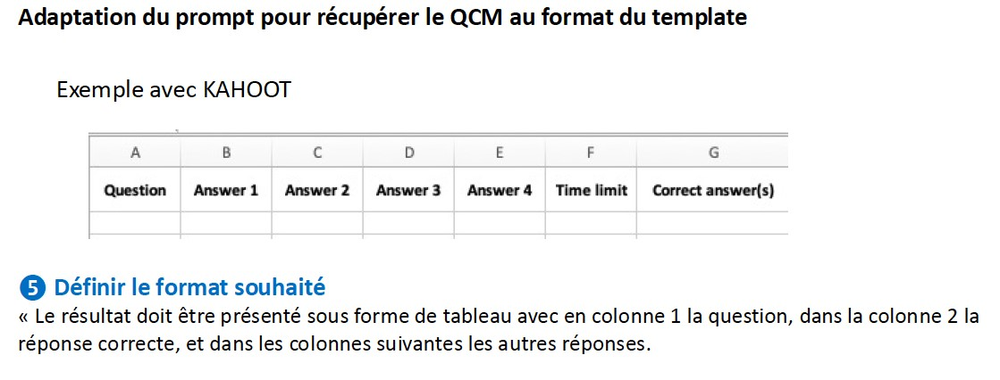 Adaptation du prompt pour récupérer le QCM au format du template
Exemple avec KAHOOT
A B C D E F G
Question Answer 1 Answer 2 Answer 3 Answer 4 Time limit Correct answer(s)
❺ Définir le format souhaité
« Le résultat doit être présenté sous forme de tableau avec en colonne 1 la question, dans la colonne 2 la
réponse correcte, et dans les colonnes suivantes les autres réponses.